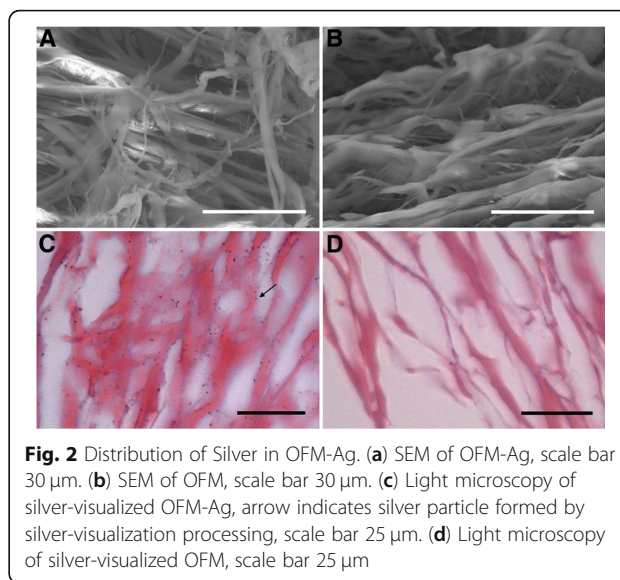 A
B
C
D
Fig. 2 Distribution of Silver in OFM-Ag. (a) SEM of OFM-Ag, scale bar
30 μm. (b) SEM of OFM, scale bar 30 μm. (c) Light microscopy of
silver-visualized OFM-Ag, arrow indicates silver particle formed by
silver-visualization processing, scale bar 25 μm. (d) Light microscopy
of silver-visualized OFM, scale bar 25 μm